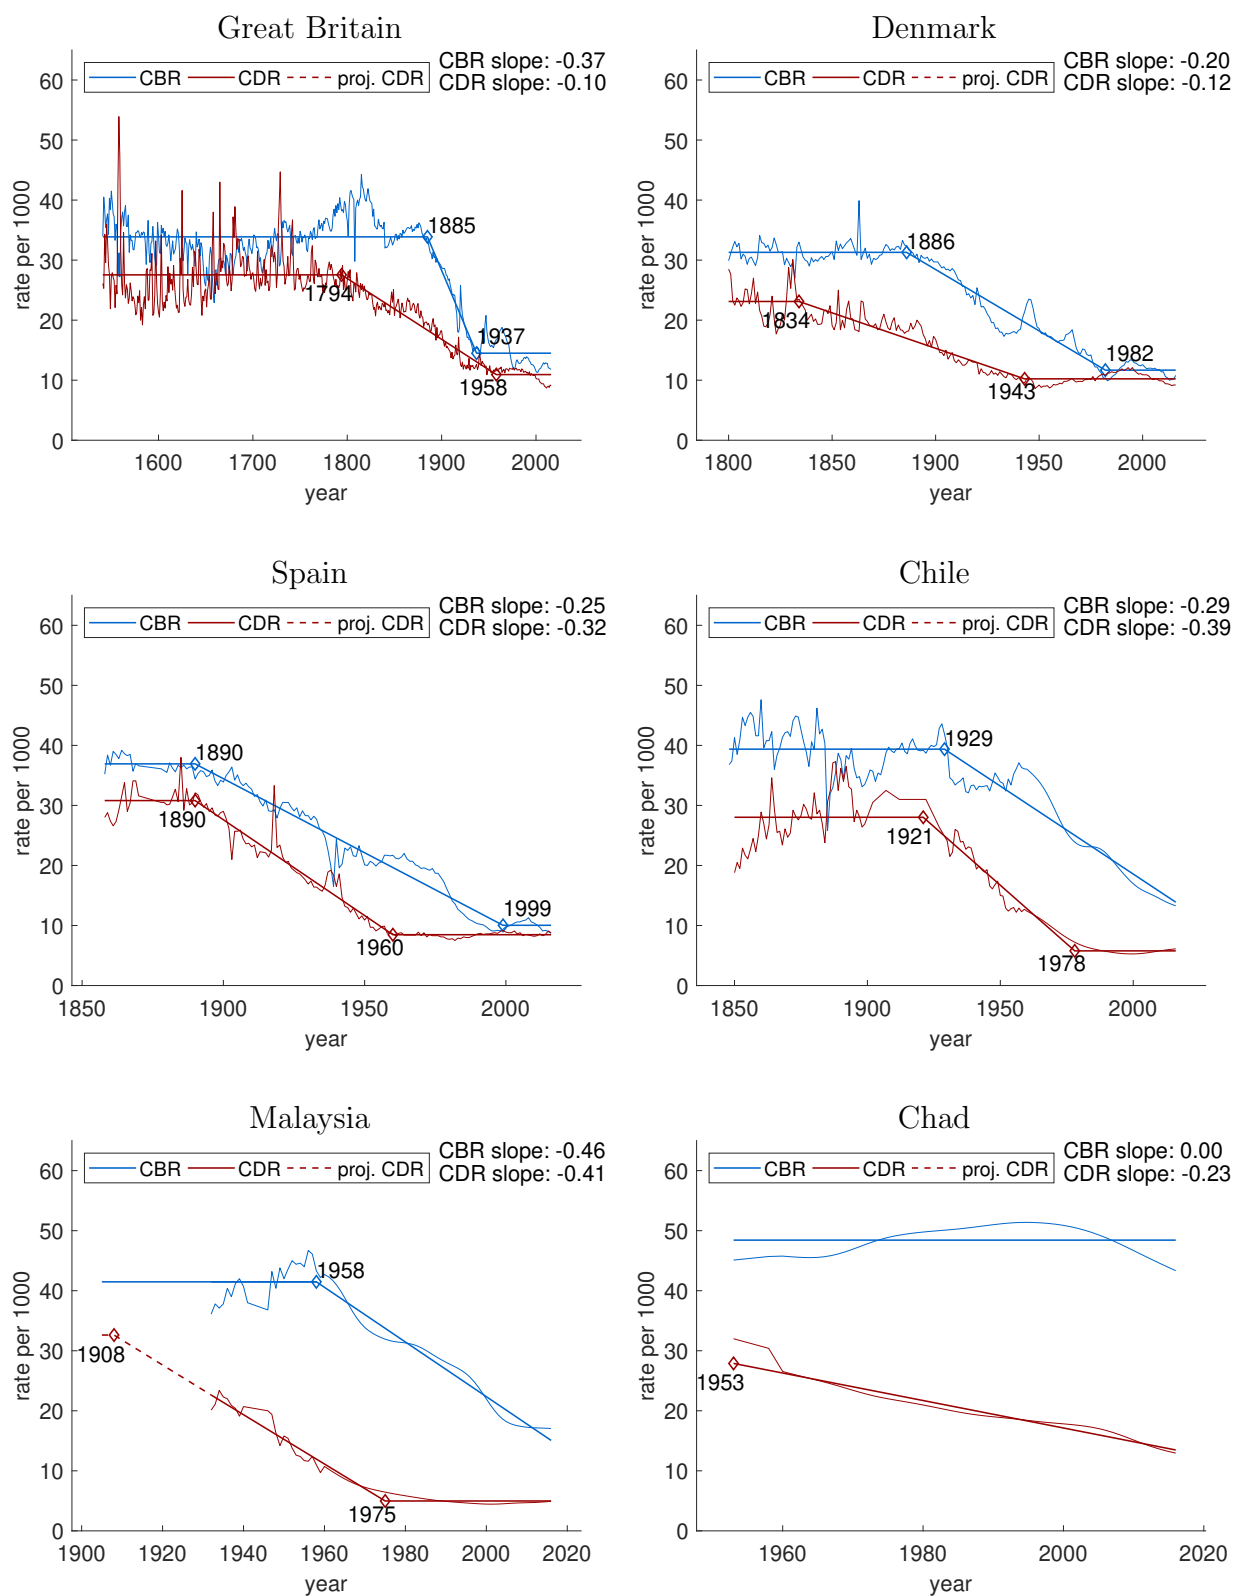 Great Britain
CBR CDR proj. CDR
CBR slope: -0.37
CDR slope: -0.10
rate per 1000
60
50
40
30
20
10
0
1885
1794
1937
1958
1600 1700 1800 1900 2000
year
Denmark
CBR CDR proj. CDR
CBR slope: -0.20
CDR slope: -0.12
rate per 1000
60
50
40
30
20
10
0
1886
1834
1982
1943
1800 1850 1900 1950 2000
year
Spain
CBR CDR proj. CDR
CBR slope: -0.25
CDR slope: -0.32
rate per 1000
60
50
40
30
20
10
0
1890
1890
1999
1960
1850 1900 1950 2000
year
Chile
CBR CDR proj. CDR
CBR slope: -0.29
CDR slope: -0.39
rate per 1000
60
50
40
30
20
10
0
1929
1921
1978
1850 1900 1950 2000
year
Malaysia
CBR CDR proj. CDR
CBR slope: -0.46
CDR slope: -0.41
rate per 1000
60
50
40
30
20
10
0
1958
1908
1975
1900 1920 1940 1960 1980 2000 2020
year
Chad
CBR CDR proj. CDR
CBR slope: 0.00
CDR slope: -0.23
rate per 1000
60
50
40
30
20
10
0
1953
1960 1980 2000 2020
year